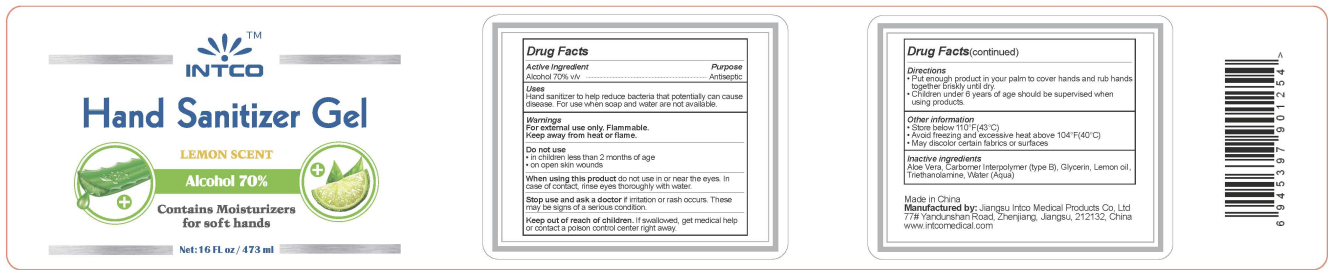 TM
INTCO
Hand Sanitizer Gel
LEMON SCENT
Alcohol 70%
Contains Moisturizers
for soft hands
Net: 16 FL oz / 473 ml
Drug Facts
Active Ingredient Purpose
Alcohol 70% v/v Antiseptic
Uses
Hand sanitizer to help reduce bacteria that potentially can cause
disease. For use when soap and water are not available.
Warnings
For external use only. Flammable.
Keep away from heat or flame.
Do not use
• in children less than 2 months of age
• on open skin wounds
When using this product do not use in or near the eyes. In
case of contact, rinse eyes thoroughly with water.
Stop use and ask a doctor if irritation or rash occurs. These
may be signs of a serious condition.
Keep out of reach of children. If swallowed, get medical help
or contact a poison control center right away.
Drug Facts(continued)
Directions
• Put enough product in your palm to cover hands and rub hands
together briskly until dry.
• Children under 6 years of age should be supervised when
using products.
Other information
• Store below 110°F(43°C)
• Avoid freezing and excessive heat above 104°F(40°C)
• May discolor certain fabrics or surfaces
Inactive ingredients
Aloe Vera, Carbomer Interpolymer (type B), Glycerin, Lemon oil,
Triethanolamine, Water (Aqua)
Made in China
Manufactured by: Jiangsu Intco Medical Products Co, Ltd
77# Yandunshan Road, Zhenjiang, Jiangsu, 212132, China
www.intcomedical.com
6 945397 901254 >